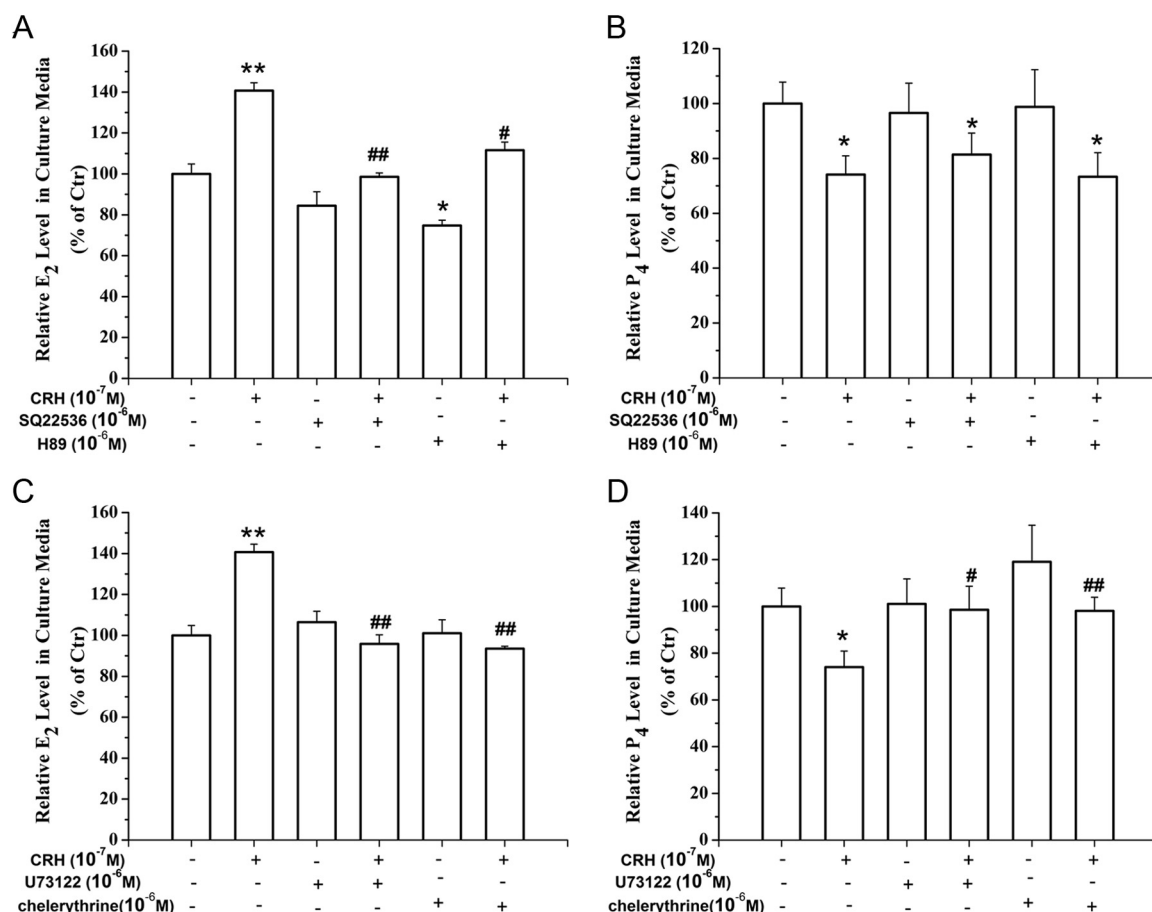 A
Relative E2 Level in Culture Media
(% of Ctr)
160
140
120
100
80
60
40
20
0
**
##
*
#
CRH (10-7M) - + - + - +
SQ22536 (10-6M) - - + + - -
H89 (10-6M) - - - - + +
B
Relative P4 Level in Culture Media
(% of Ctr)
120
100
80
60
40
20
0
*
*
*
CRH (10-7M) - + - + - +
SQ22536 (10-6M) - - + + - -
H89 (10-6M) - - - - + +
C
Relative E2 Level in Culture Media
(% of Ctr)
160
140
120
100
80
60
40
20
0
**
##
##
CRH (10-7M) - + - + - +
U73122 (10-6M) - - + + - -
chelerythrine(10-6M) - - - - + +
D
Relative P4 Level in Culture Media
(% of Ctr)
140
120
100
80
60
40
20
0
*
#
##
CRH (10-7M) - + - + - +
U73122 (10-6M) - - + + - -
chelerythrine(10-6M) - - - - + +